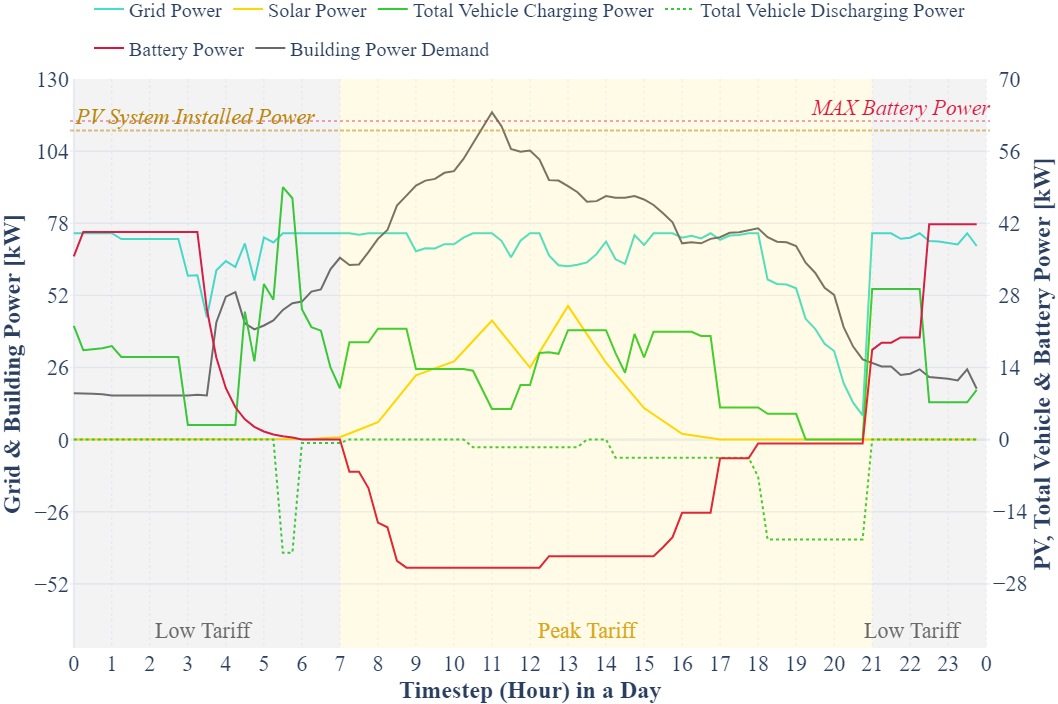 Grid Power Solar Power Total Vehicle Charging Power Total Vehicle Discharging Power
Battery Power Building Power Demand
130 70
PV System Installed Power MAX Battery Power
104 56
78 42
52 28
26 14
0 0
−26 −14
−52 −28
Grid & Building Power [kW]
PV, Total Vehicle & Battery Power [kW]
Low Tariff Peak Tariff Low Tariff
0 1 2 3 4 5 6 7 8 9 10 11 12 13 14 15 16 17 18 19 20 21 22 23 0
Timestep (Hour) in a Day